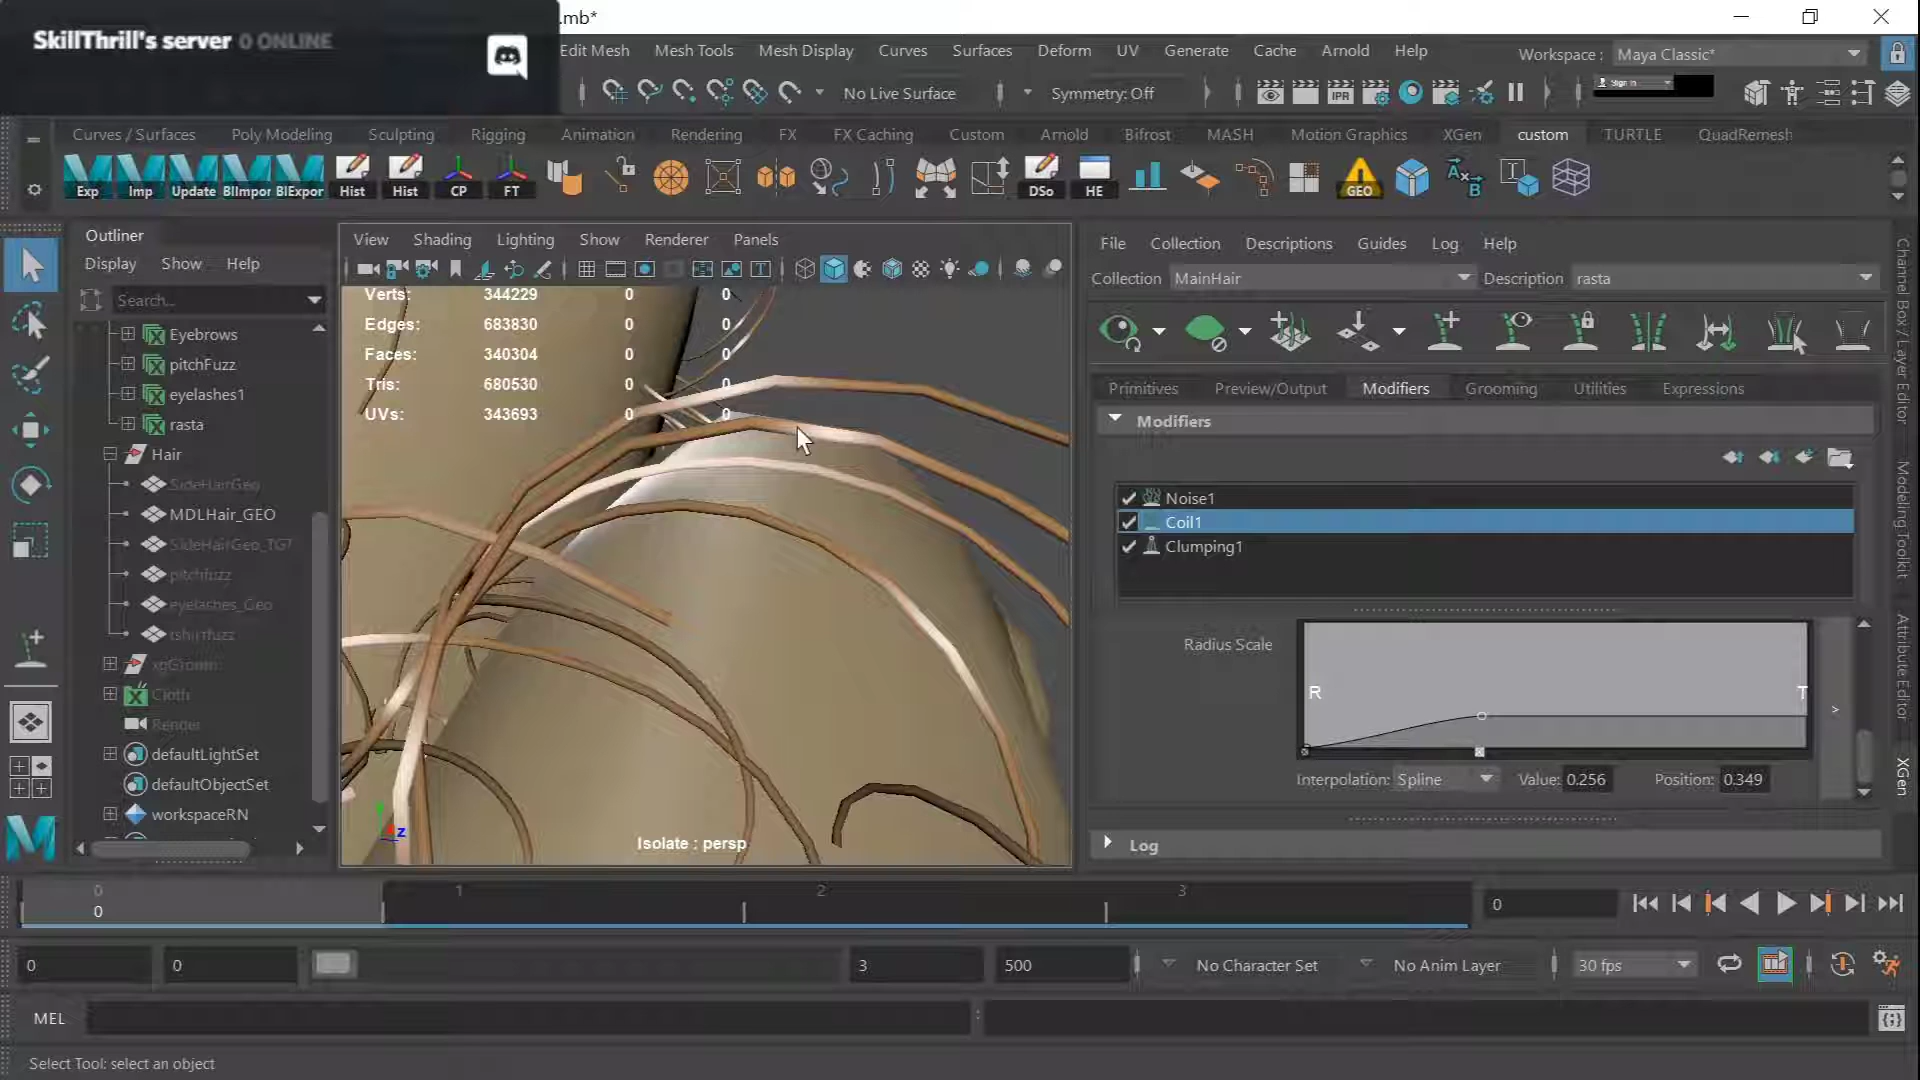 SkillThrill's server 0 ONLINE
.mb*
Edit Mesh Mesh Tools Mesh Display Curves Surfaces Deform UV Generate Cache Arnold Help
Workspace : Maya Classic*
No Live Surface Symmetry: Off IPR Sign In
Curves / Surfaces Poly Modeling Sculpting Rigging Animation Rendering FX FX Caching Custom Arnold Bifrost MASH Motion Graphics XGen custom TURTLE QuadRemesh
Exp Imp Update BlImpor BlExpor Hist Hist CP FT DSo HE GEO
Outliner
Display Show Help
Search...
Eyebrows
pitchFuzz
eyelashes1
rasta
Hair
SideHairGeo
MDLHair_GEO
SideHairGeo_TG?
pitchfuzz
eyelashes_Geo
tshirtfuzz
xgGroom
Cloth
Render
defaultLightSet
defaultObjectSet
workspaceRN
View Shading Lighting Show Renderer Panels
Verts: 344229 0 0
Edges: 683830 0 0
Faces: 340304 0 0
Tris: 680530 0 0
UVs: 343693 0 0
z
Isolate : persp
File Collection Descriptions Guides Log Help
Collection MainHair Description rasta
Primitives Preview/Output Modifiers Grooming Utilities Expressions
Modifiers
Noise1
Coil1
Clumping1
Radius Scale
R T
>
Interpolation: Spline Value: 0.256 Position: 0.349
Log
Channel Box / Layer Editor
Modeling Toolkit
Attribute Editor
XGen
0 1 2 3
0
0
0 0 3 500 No Character Set No Anim Layer 30 fps
MEL
Select Tool: select an object